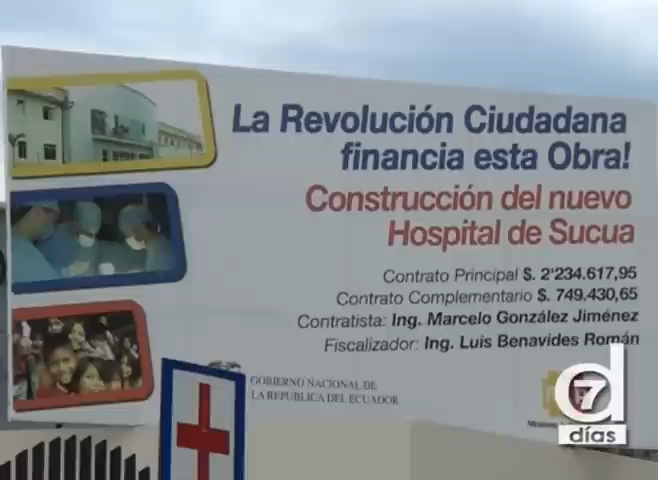 La Revolución Ciudadana
financia esta Obra!
Construcción del nuevo
Hospital de Sucua
Contrato Principal $. 2'234.617,95
Contrato Complementario $. 749.430,65
Contratista: Ing. Marcelo González Jiménez
Fiscalizador: Ing. Luis Benavides Román
GOBIERNO NACIONAL DE
LA REPUBLICA DEL ECUADOR
7
d
días